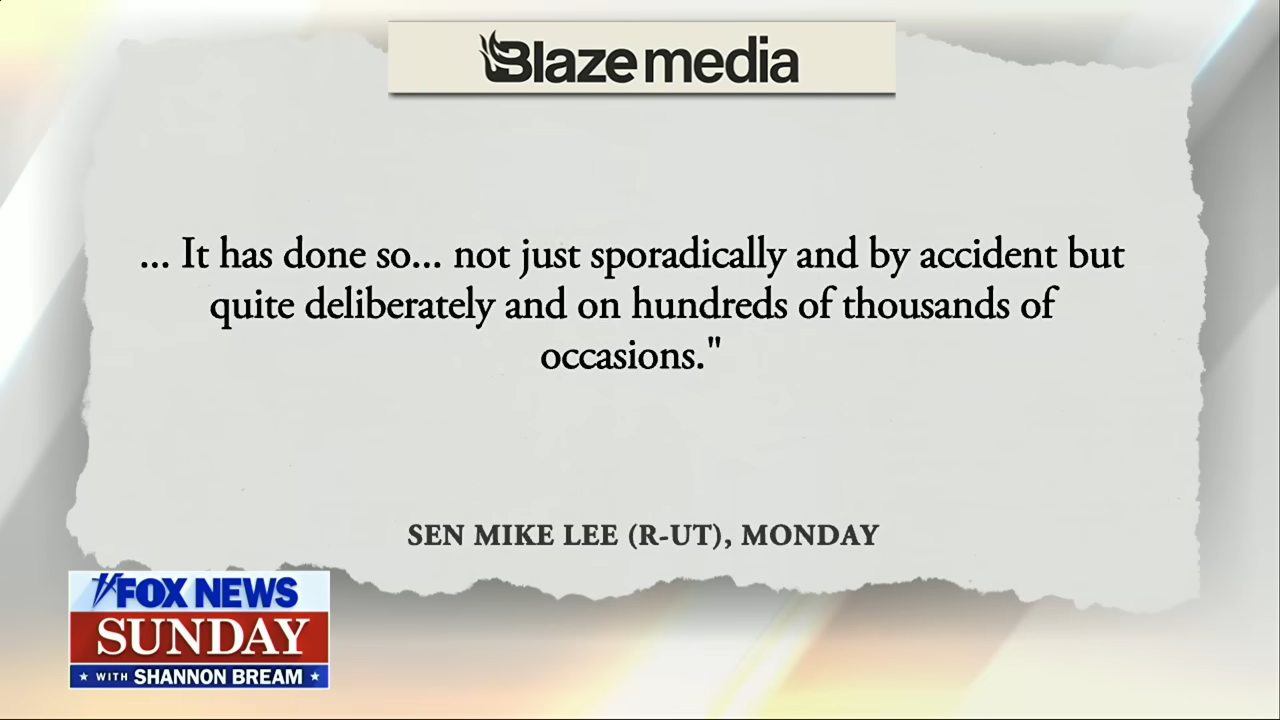 Blaze media
... It has done so... not just sporadically and by accident but
quite deliberately and on hundreds of thousands of
occasions."
SEN MIKE LEE (R-UT), MONDAY
FOX NEWS
SUNDAY
WITH SHANNON BREAM